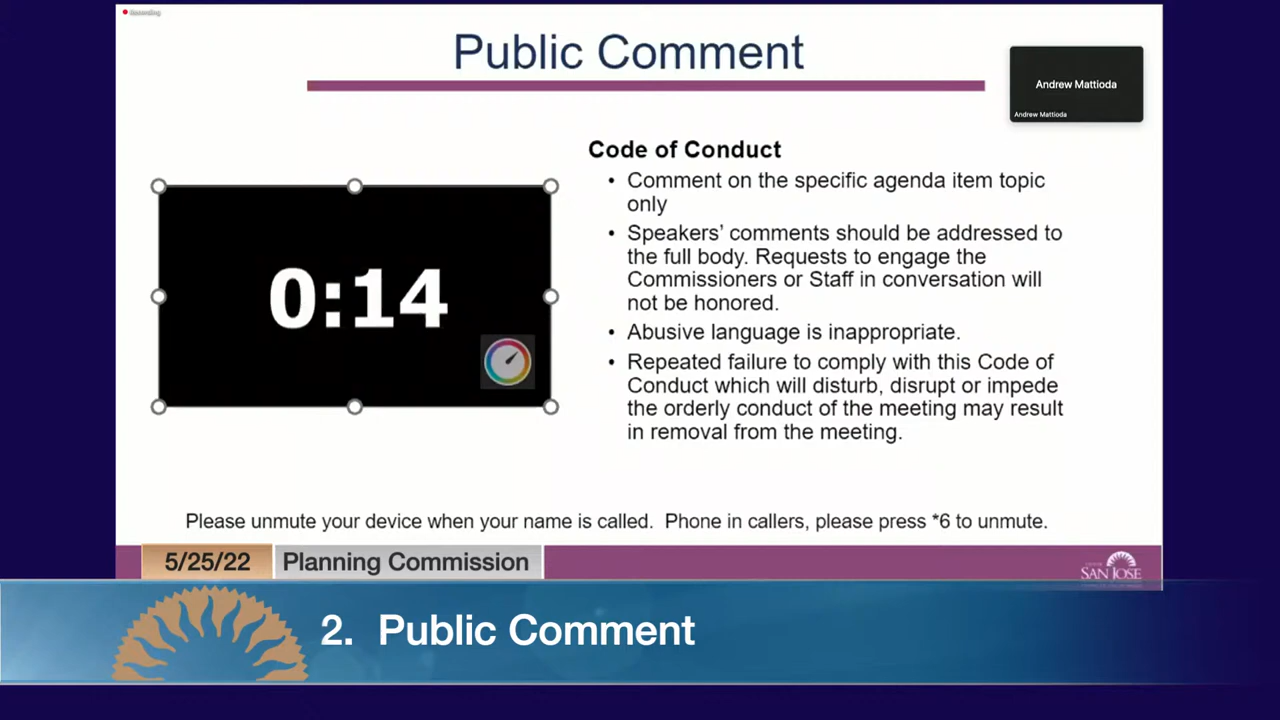 Recording
Public Comment
Andrew Mattioda
Andrew Mattioda
Code of Conduct
• Comment on the specific agenda item topic
only
• Speakers' comments should be addressed to
the full body. Requests to engage the
Commissioners or Staff in conversation will
not be honored.
• Abusive language is inappropriate.
• Repeated failure to comply with this Code of
Conduct which will disturb, disrupt or impede
the orderly conduct of the meeting may result
in removal from the meeting.
0:14
Please unmute your device when your name is called.  Phone in callers, please press *6 to unmute.
5/25/22 Planning Commission
CITY OF
SAN JOSE
2. Public Comment